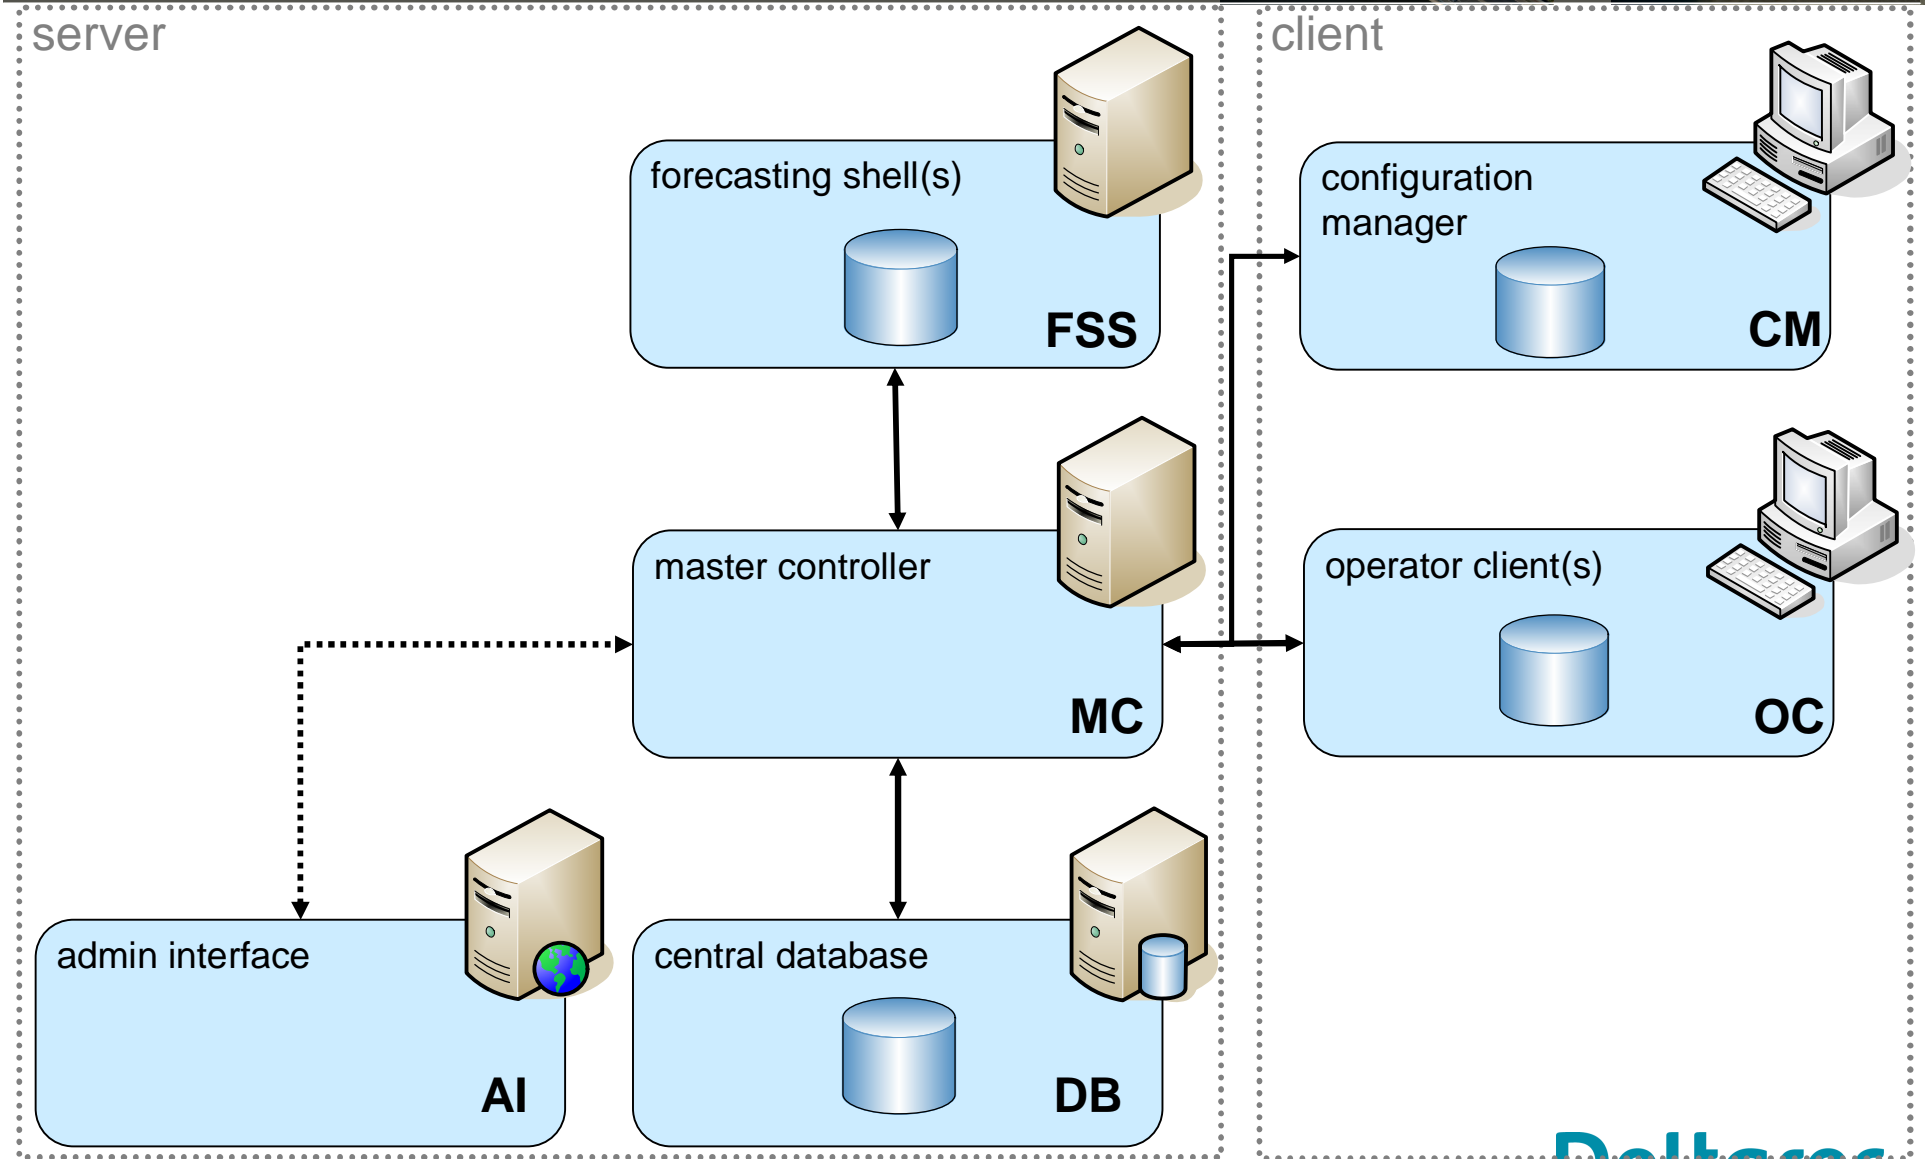 server
client
forecasting shell(s)
FSS
configuration
manager
CM
master controller
MC
operator client(s)
OC
admin interface
AI
central database
DB
Deltares